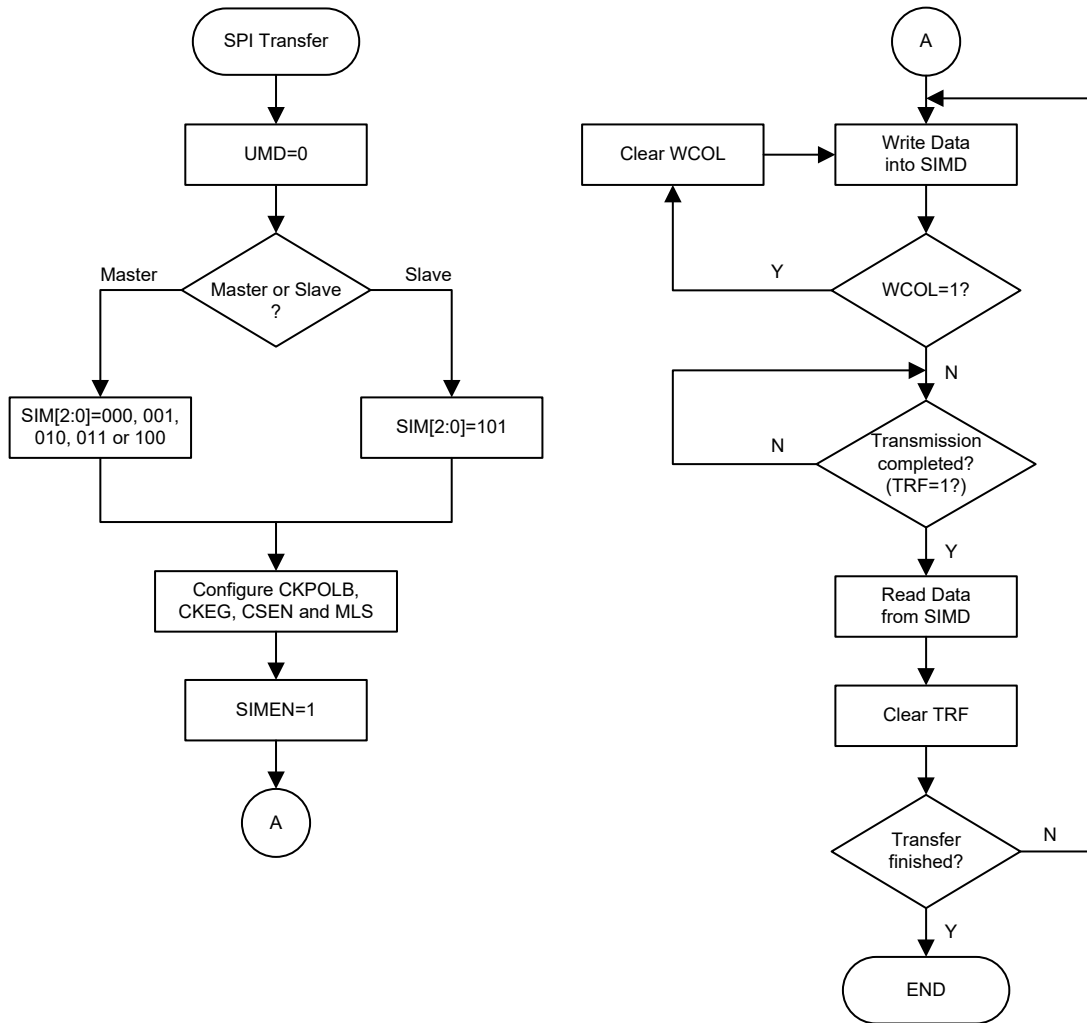 SPI Transfer
UMD=0
Master or Slave
?
Master
Slave
SIM[2:0]=000, 001,
010, 011 or 100
SIM[2:0]=101
Configure CKPOLB,
CKEG, CSEN and MLS
SIMEN=1
A
A
Write Data
into SIMD
Clear WCOL
Y
WCOL=1?
N
Transmission
completed?
(TRF=1?)
N
Y
Read Data
from SIMD
Clear TRF
Transfer
finished?
N
Y
END